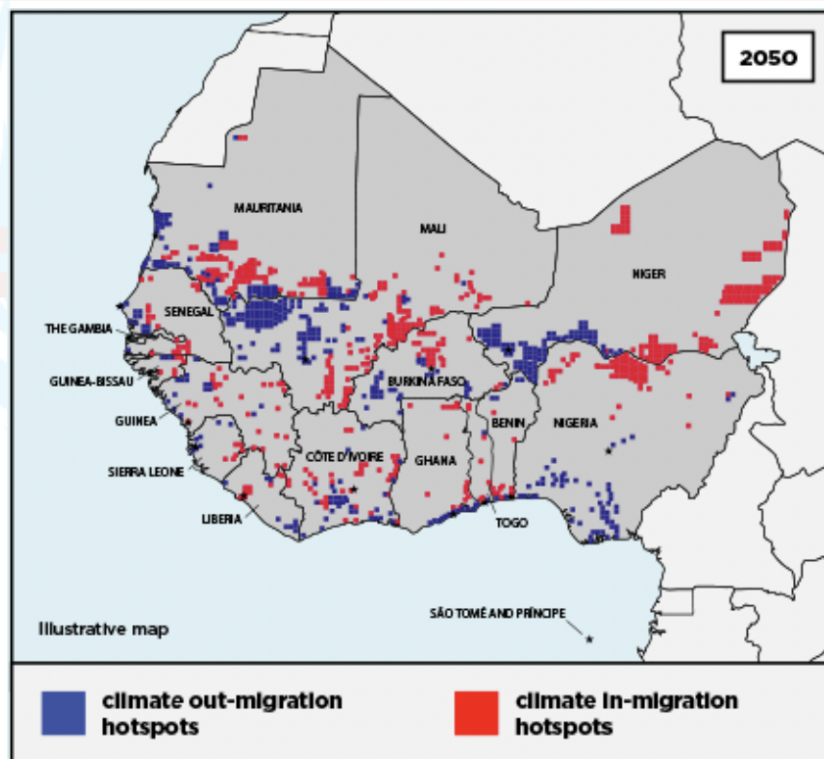 2050
MAURITANIA
MALI
NIGER
SENEGAL
THE GAMBIA
GUINEA-BISSAU
BURKINA FASO
GUINEA
BENIN
NIGERIA
CÔTE D'IVOIRE
GHANA
SIERRA LEONE
LIBERIA
TOGO
SÃO TOMÉ AND PRÍNCIPE
Illustrative map
climate out-migration
hotspots
climate in-migration
hotspots